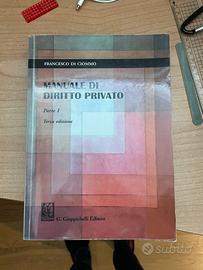 FRANCESCO DI CIOMMO
MANUALE DI
DIRITTO PRIVATO
Parte I
Terza edizione
G. Giappichelli Editore
subito